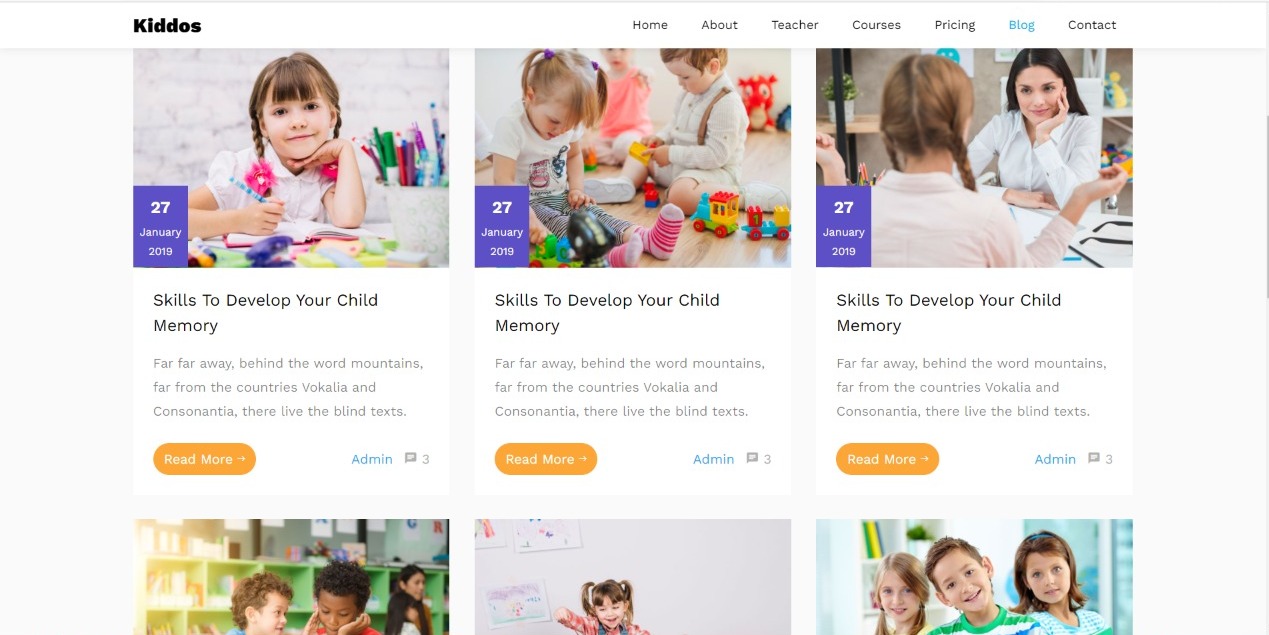 Kiddos
Home About Teacher Courses Pricing Blog Contact
27
January
2019
27
January
2019
27
January
2019
Skills To Develop Your Child
Memory
Far far away, behind the word mountains,
far from the countries Vokalia and
Consonantia, there live the blind texts.
Read More →
Admin 3
Skills To Develop Your Child
Memory
Far far away, behind the word mountains,
far from the countries Vokalia and
Consonantia, there live the blind texts.
Read More →
Admin 3
Skills To Develop Your Child
Memory
Far far away, behind the word mountains,
far from the countries Vokalia and
Consonantia, there live the blind texts.
Read More →
Admin 3
G
R